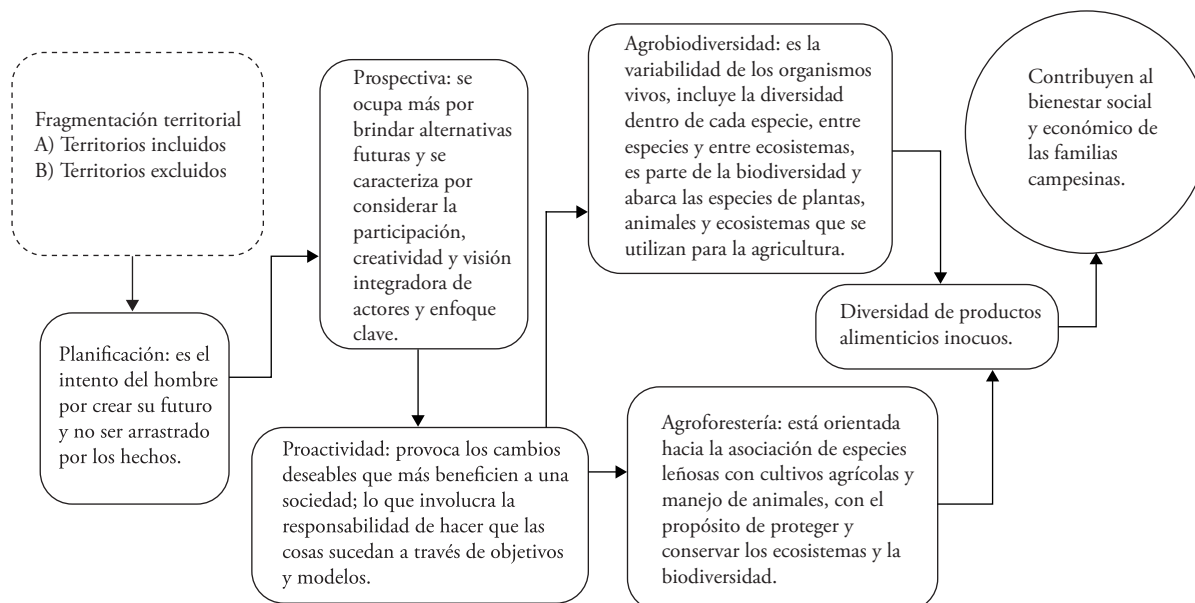 Fragmentación territorial
A) Territorios incluidos
B) Territorios excluidos
Planificación: es el
intento del hombre
por crear su futuro
y no ser arrastrado
por los hechos.
Prospectiva: se
ocupa más por
brindar alternativas
futuras y se
caracteriza por
considerar la
participación,
creatividad y visión
integradora de
actores y enfoque
clave.
Proactividad: provoca los cambios
deseables que más beneficien a una
sociedad; lo que involucra la
responsabilidad de hacer que las
cosas sucedan a través de objetivos
y modelos.
Agrobiodiversidad: es la
variabilidad de los organismos
vivos, incluye la diversidad
dentro de cada especie, entre
especies y entre ecosistemas,
es parte de la biodiversidad y
abarca las especies de plantas,
animales y ecosistemas que se
utilizan para la agricultura.
Agroforestería: está orientada
hacia la asociación de especies
leñosas con cultivos agrícolas y
manejo de animales, con el
propósito de proteger y
conservar los ecosistemas y la
biodiversidad.
Diversidad de productos
alimenticios inocuos.
Contribuyen al
bienestar social
y económico de
las familias
campesinas.